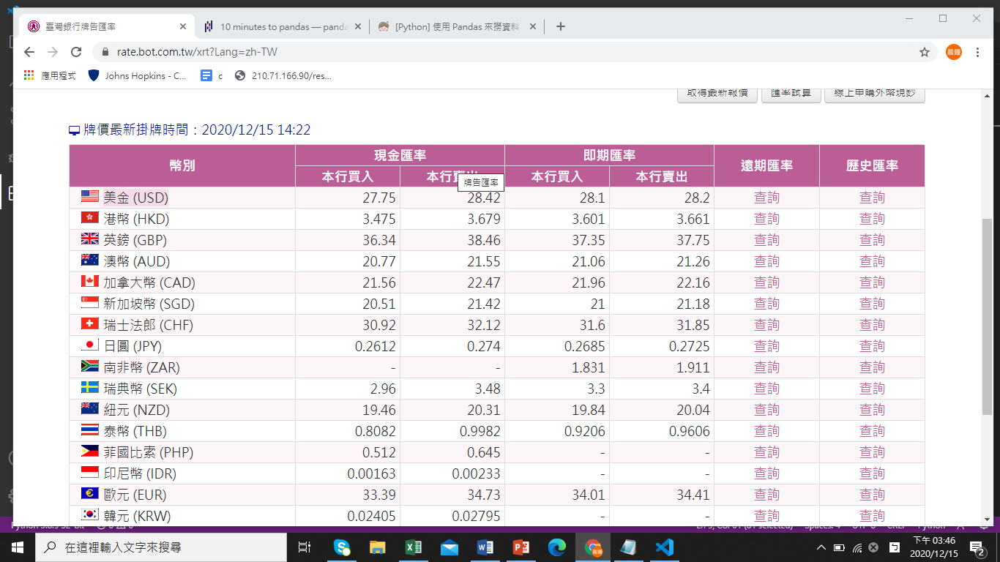 臺灣銀行牌告匯率
10 minutes to pandas — panda
[Python] 使用 Pandas 來撈資料
rate.bot.com.tw/xrt?Lang=zh-TW
晨鐘
應用程式
Johns Hopkins - C...
c
210.71.166.90/res...
取得最新報價 匯率試算 線上申購外幣現鈔
牌價最新掛牌時間：2020/12/15 14:22
幣別 現金匯率 即期匯率 遠期匯率 歷史匯率
本行買入 本行賣出 本行買入 本行賣出
牌告匯率
美金 (USD) 27.75 28.42 28.1 28.2 查詢 查詢
港幣 (HKD) 3.475 3.679 3.601 3.661 查詢 查詢
英鎊 (GBP) 36.34 38.46 37.35 37.75 查詢 查詢
澳幣 (AUD) 20.77 21.55 21.06 21.26 查詢 查詢
加拿大幣 (CAD) 21.56 22.47 21.96 22.16 查詢 查詢
新加坡幣 (SGD) 20.51 21.42 21 21.18 查詢 查詢
瑞士法郎 (CHF) 30.92 32.12 31.6 31.85 查詢 查詢
日圓 (JPY) 0.2612 0.274 0.2685 0.2725 查詢 查詢
南非幣 (ZAR) - - 1.831 1.911 查詢 查詢
瑞典幣 (SEK) 2.96 3.48 3.3 3.4 查詢 查詢
紐元 (NZD) 19.46 20.31 19.84 20.04 查詢 查詢
泰幣 (THB) 0.8082 0.9982 0.9206 0.9606 查詢 查詢
菲國比索 (PHP) 0.512 0.645 - - 查詢 查詢
印尼幣 (IDR) 0.00163 0.00233 - - 查詢 查詢
歐元 (EUR) 33.39 34.73 34.01 34.41 查詢 查詢
韓元 (KRW) 0.02405 0.02795 - - 查詢 查詢
在這裡輸入文字來搜尋
下午 03:46
2020/12/15
2